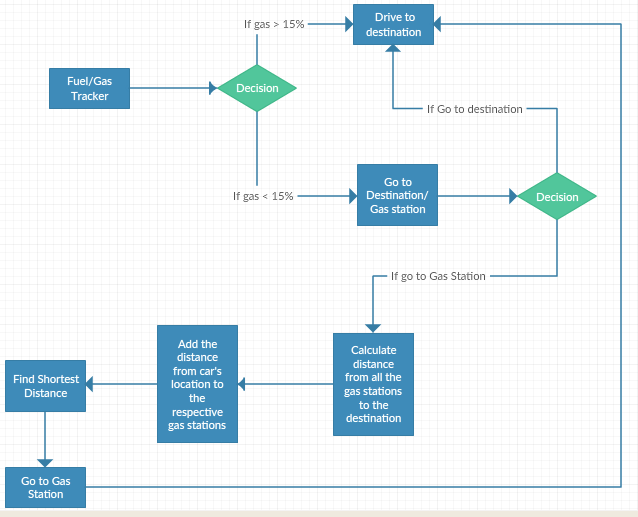 If gas > 15%
Drive to
destination
Fuel/Gas
Tracker
Decision
If Go to destination
If gas < 15%
Go to
Destination/
Gas station
Decision
If go to Gas Station
Calculate
distance
from all the
gas stations
to the
destination
Add the
distance
from car's
location to
the
respective
gas stations
Find Shortest
Distance
Go to Gas
Station